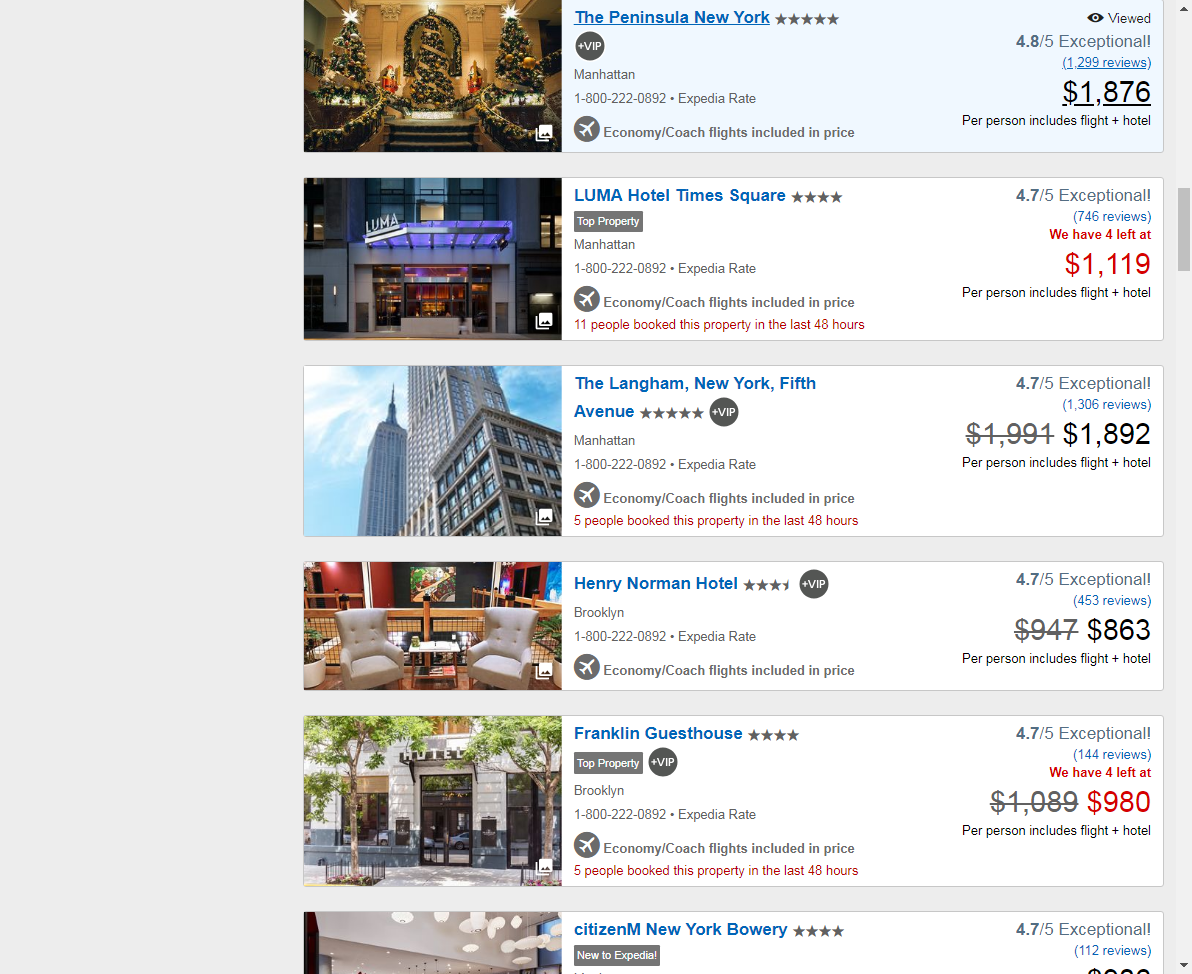 The Peninsula New York
+VIP
Manhattan
1-800-222-0892 • Expedia Rate
Economy/Coach flights included in price
Viewed
4.8/5 Exceptional!
(1,299 reviews)
$1,876
Per person includes flight + hotel
LUMA
LUMA Hotel Times Square
Top Property
Manhattan
1-800-222-0892 • Expedia Rate
Economy/Coach flights included in price
11 people booked this property in the last 48 hours
4.7/5 Exceptional!
(746 reviews)
We have 4 left at
$1,119
Per person includes flight + hotel
The Langham, New York, Fifth
Avenue +VIP
Manhattan
1-800-222-0892 • Expedia Rate
Economy/Coach flights included in price
5 people booked this property in the last 48 hours
4.7/5 Exceptional!
(1,306 reviews)
$1,991 $1,892
Per person includes flight + hotel
Henry Norman Hotel +VIP
Brooklyn
1-800-222-0892 • Expedia Rate
Economy/Coach flights included in price
4.7/5 Exceptional!
(453 reviews)
$947 $863
Per person includes flight + hotel
HOTEL
Franklin Guesthouse
Top Property +VIP
Brooklyn
1-800-222-0892 • Expedia Rate
Economy/Coach flights included in price
5 people booked this property in the last 48 hours
4.7/5 Exceptional!
(144 reviews)
We have 4 left at
$1,089 $980
Per person includes flight + hotel
citizenM New York Bowery
New to Expedia!
4.7/5 Exceptional!
(112 reviews)